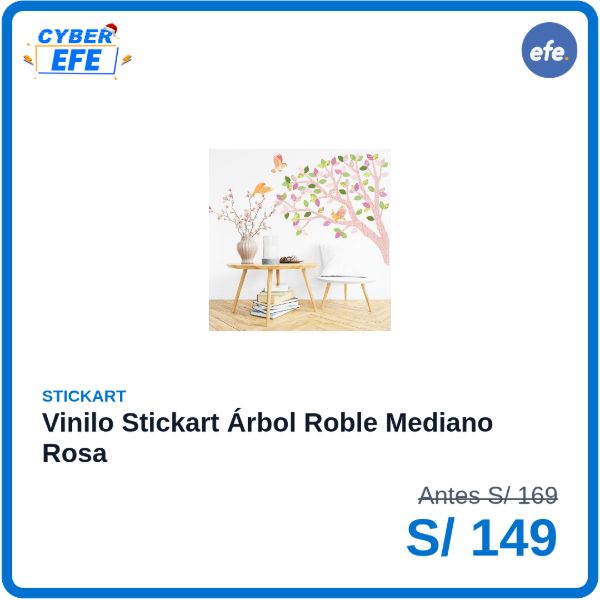 CYBER
EFE
efe.
STICKART
Vinilo Stickart Árbol Roble Mediano
Rosa
Antes S/ 169
S/ 149